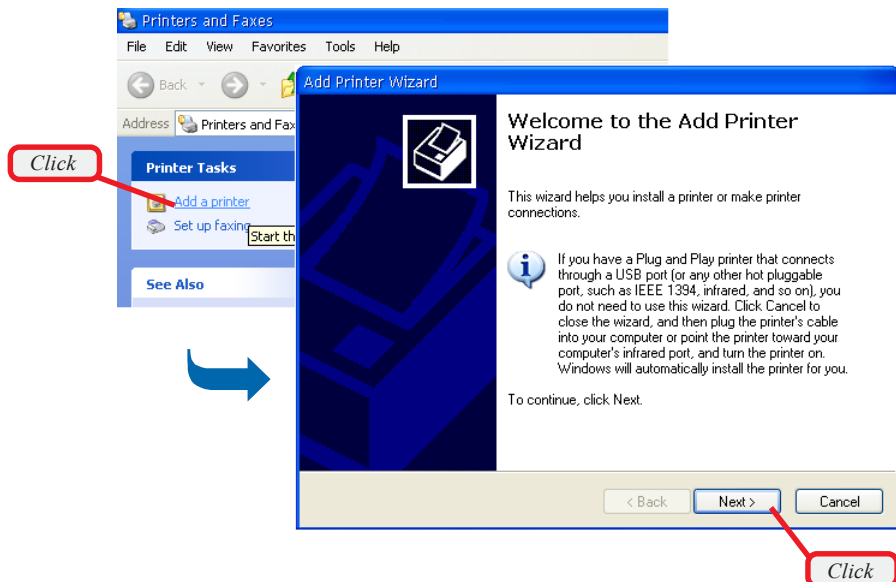 Printers and Faxes
File Edit View Favorites Tools Help
Back
Address Printers and Fax
Click
Printer Tasks
Add a printer
Set up faxing
Start th
See Also
Add Printer Wizard
Welcome to the Add Printer
Wizard
This wizard helps you install a printer or make printer
connections.
If you have a Plug and Play printer that connects
through a USB port (or any other hot pluggable
port, such as IEEE 1394, infrared, and so on), you
do not need to use this wizard. Click Cancel to
close the wizard, and then plug the printer's cable
into your computer or point the printer toward your
computer's infrared port, and turn the printer on.
Windows will automatically install the printer for you.
To continue, click Next.
< Back Next > Cancel
Click